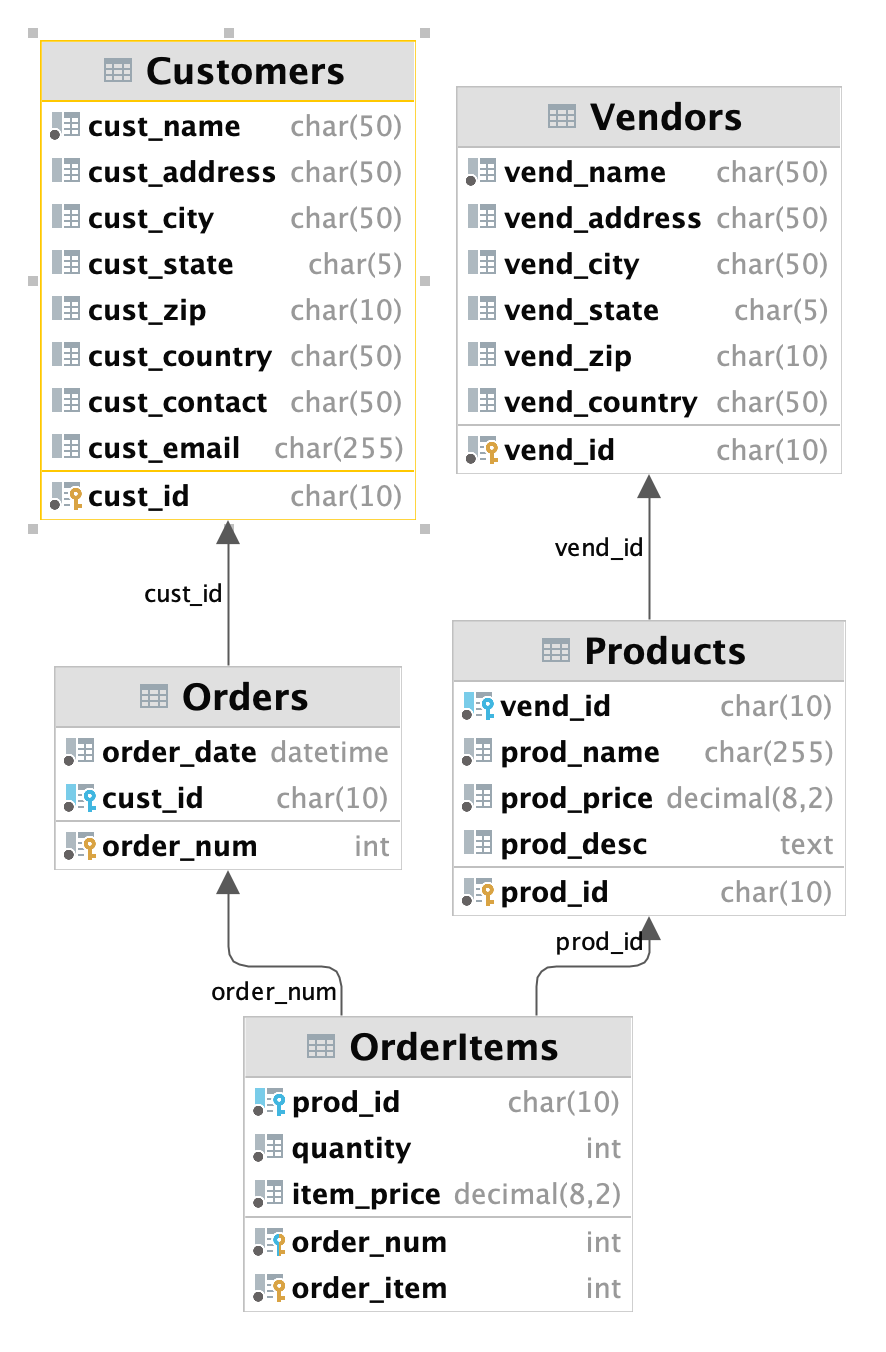 Customers
cust_name char(50)
cust_address char(50)
cust_city char(50)
cust_state char(5)
cust_zip char(10)
cust_country char(50)
cust_contact char(50)
cust_email char(255)
cust_id char(10)
Vendors
vend_name char(50)
vend_address char(50)
vend_city char(50)
vend_state char(5)
vend_zip char(10)
vend_country char(50)
vend_id char(10)
cust_id
vend_id
Orders
order_date datetime
cust_id char(10)
order_num int
Products
vend_id char(10)
prod_name char(255)
prod_price decimal(8,2)
prod_desc text
prod_id char(10)
order_num
prod_id
OrderItems
prod_id char(10)
quantity int
item_price decimal(8,2)
order_num int
order_item int